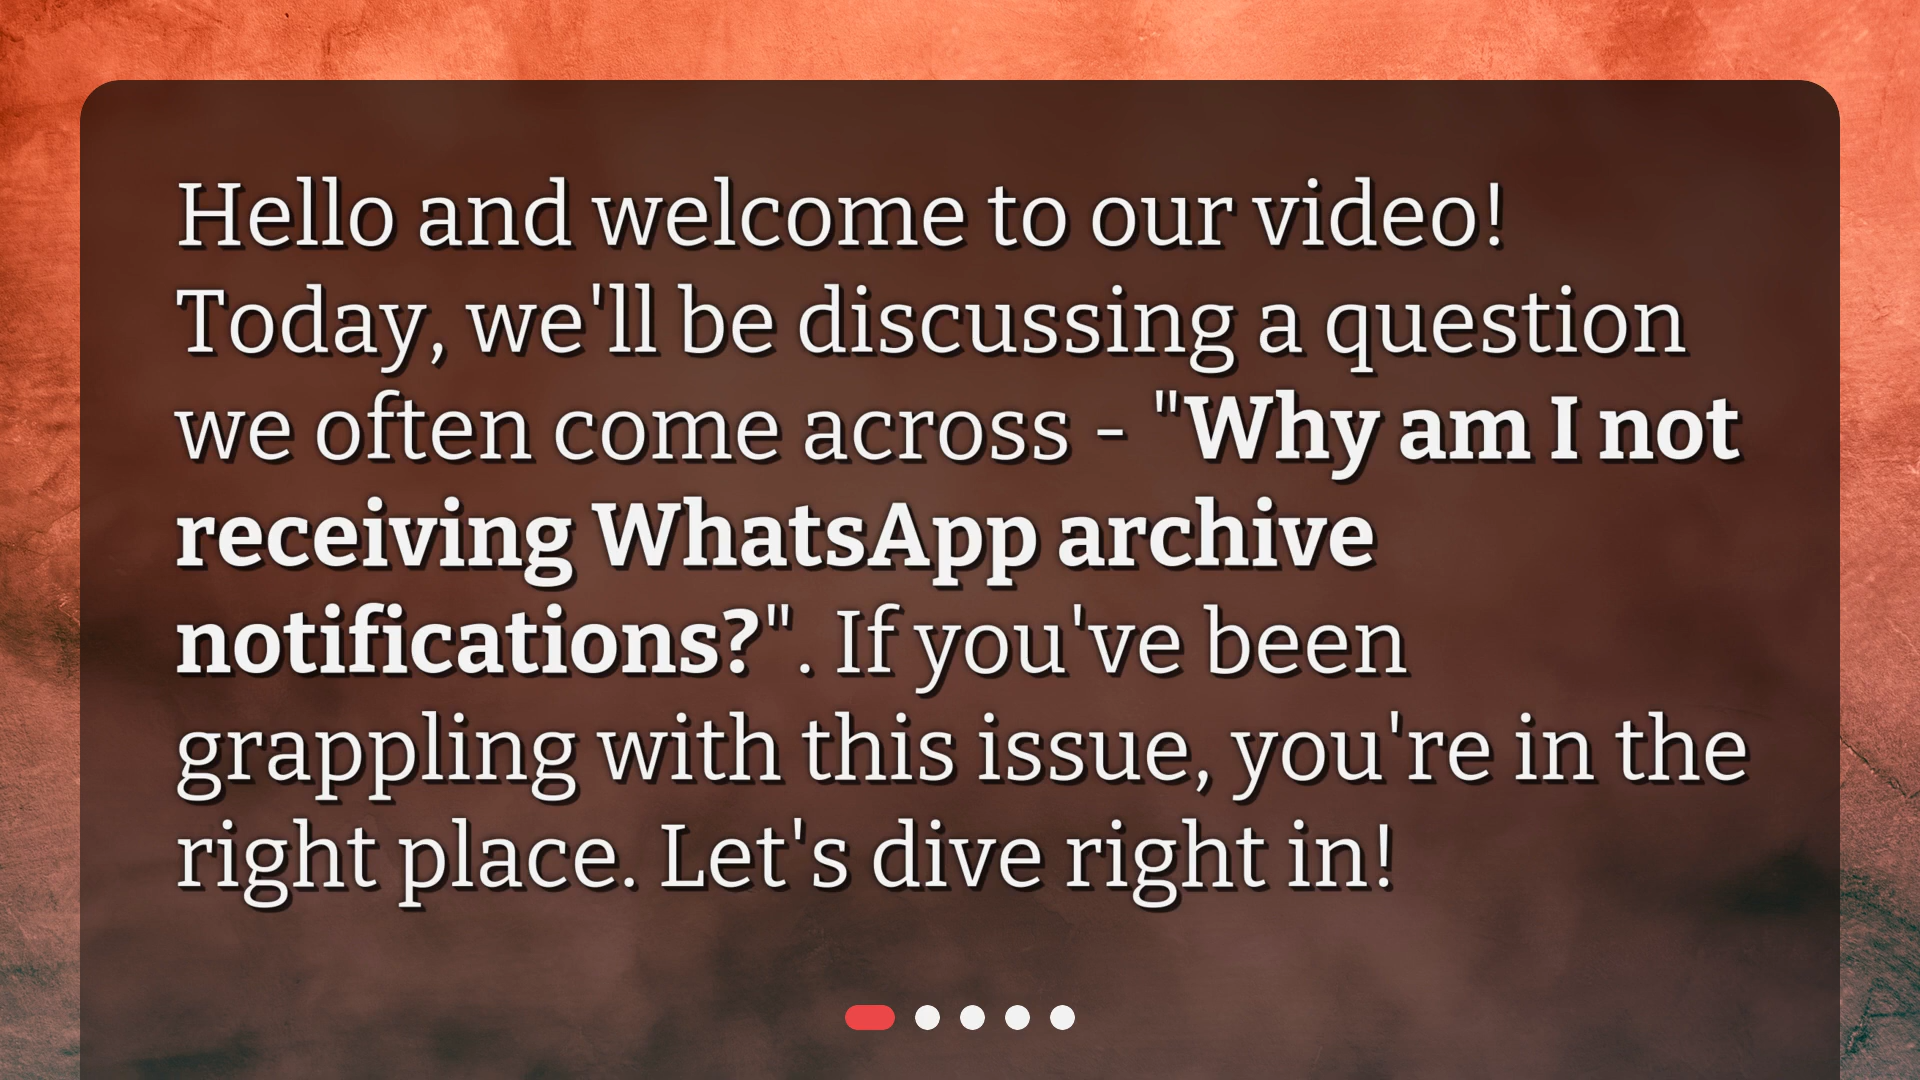 Hello and welcome to our video!
Today, we'll be discussing a question
we often come across - "Why am I not
receiving WhatsApp archive
notifications?". If you've been
grappling with this issue, you're in the
right place. Let's dive right in!